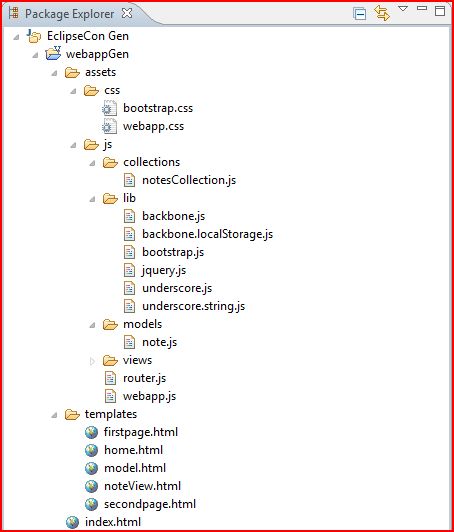 Package Explorer
EclipseCon Gen
webappGen
assets
css
bootstrap.css
webapp.css
js
collections
notesCollection.js
lib
backbone.js
backbone.localStorage.js
bootstrap.js
jquery.js
underscore.js
underscore.string.js
models
note.js
views
router.js
webapp.js
templates
firstpage.html
home.html
model.html
noteView.html
secondpage.html
index.html